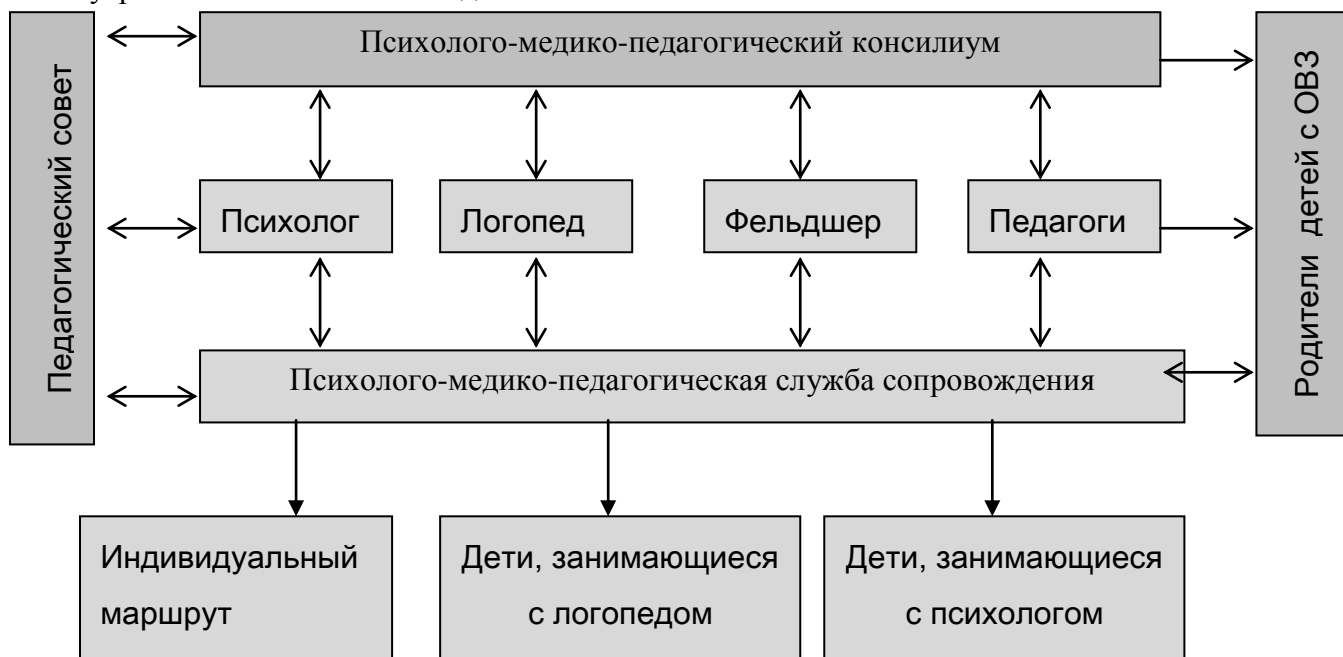 Психолого-медико-педагогический консилиум
Педагогический совет
Родители детей с ОВЗ
Психолог
Логопед
Фельдшер
Педагоги
Психолого-медико-педагогическая служба сопровождения
Индивидуальный
маршрут
Дети, занимающиеся
с логопедом
Дети, занимающиеся
с психологом